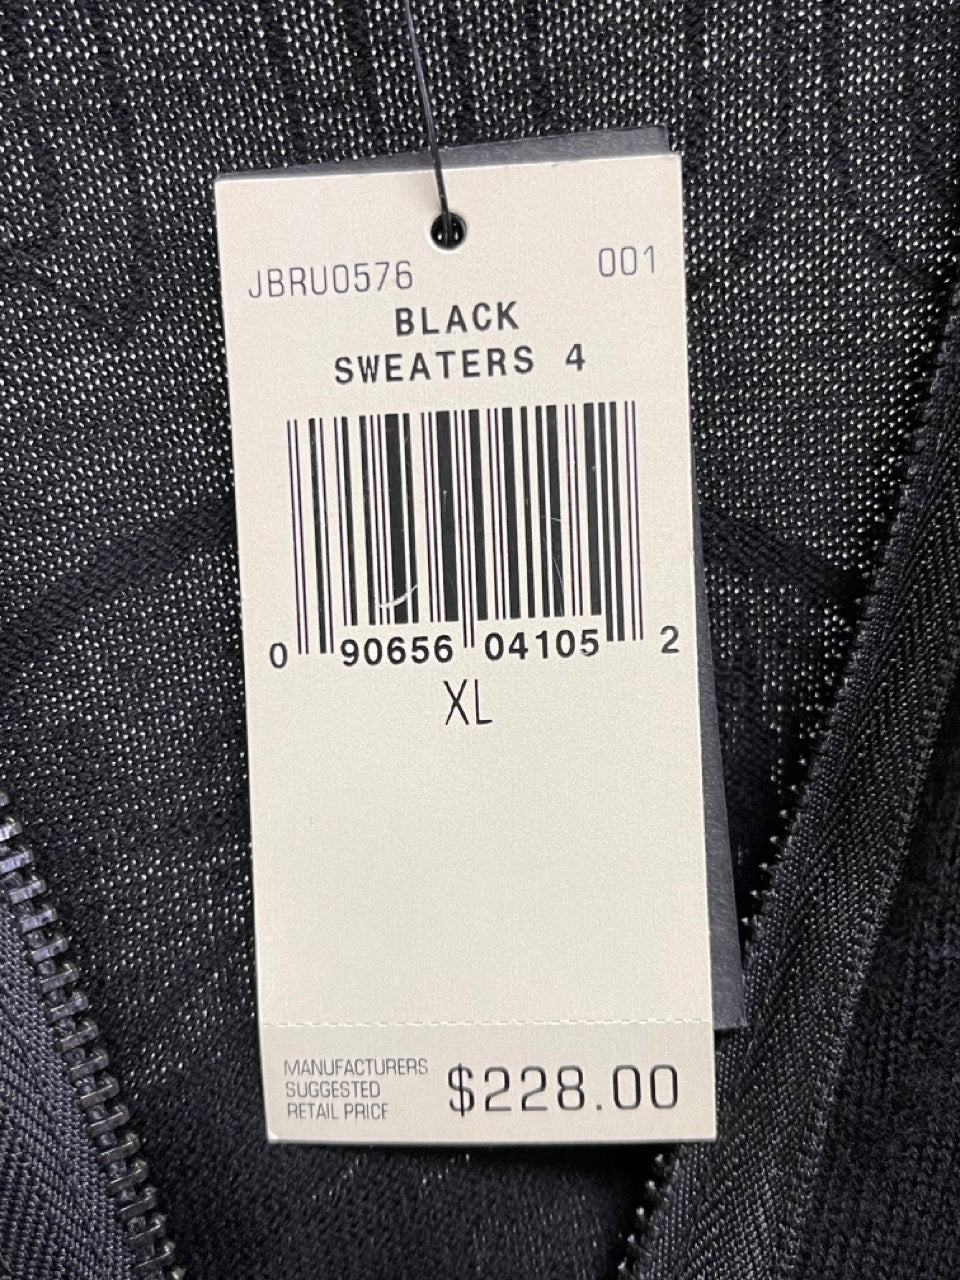 JBRU0576 001
BLACK
SWEATERS 4
0 90656 04105 2
XL
MANUFACTURERS
SUGGESTED
RETAIL PRICE
$228.00